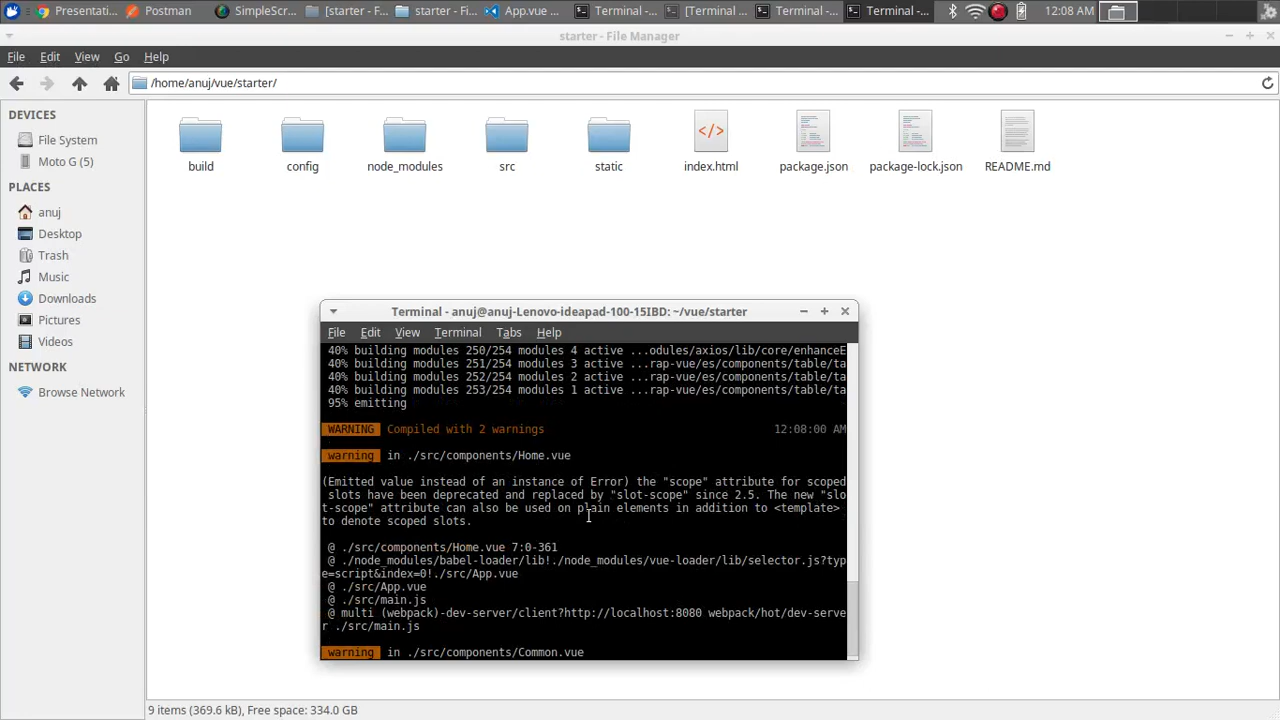 Presentati...
Postman
SimpleScr...
[starter - F...
starter - Fi...
App.vue ...
Terminal -...
[Terminal ...
Terminal -...
Terminal -...
12:08 AM
starter - File Manager
File Edit View Go Help
/home/anuj/vue/starter/
DEVICES
File System
Moto G (5)
PLACES
anuj
Desktop
Trash
Music
Downloads
Pictures
Videos
NETWORK
Browse Network
build
config
node_modules
src
static
</>
index.html
package.json
package-lock.json
README.md
Terminal - anuj@anuj-Lenovo-ideapad-100-15IBD: ~/vue/starter
File Edit View Terminal Tabs Help
40% building modules 250/254 modules 4 active ...odules/axios/lib/core/enhanceE
40% building modules 251/254 modules 3 active ...rap-vue/es/components/table/ta
40% building modules 252/254 modules 2 active ...rap-vue/es/components/table/ta
40% building modules 253/254 modules 1 active ...rap-vue/es/components/table/ta
95% emitting
WARNING Compiled with 2 warnings 12:08:00 AM
warning in ./src/components/Home.vue
(Emitted value instead of an instance of Error) the "scope" attribute for scoped
slots have been deprecated and replaced by "slot-scope" since 2.5. The new "slo
t-scope" attribute can also be used on plain elements in addition to <template>
to denote scoped slots.
@ ./src/components/Home.vue 7:0-361
@ ./node_modules/babel-loader/lib!./node_modules/vue-loader/lib/selector.js?typ
e=script&index=0!./src/App.vue
@ ./src/App.vue
@ ./src/main.js
@ multi (webpack)-dev-server/client?http://localhost:8080 webpack/hot/dev-serve
r ./src/main.js
warning in ./src/components/Common.vue
9 items (369.6 kB), Free space: 334.0 GB